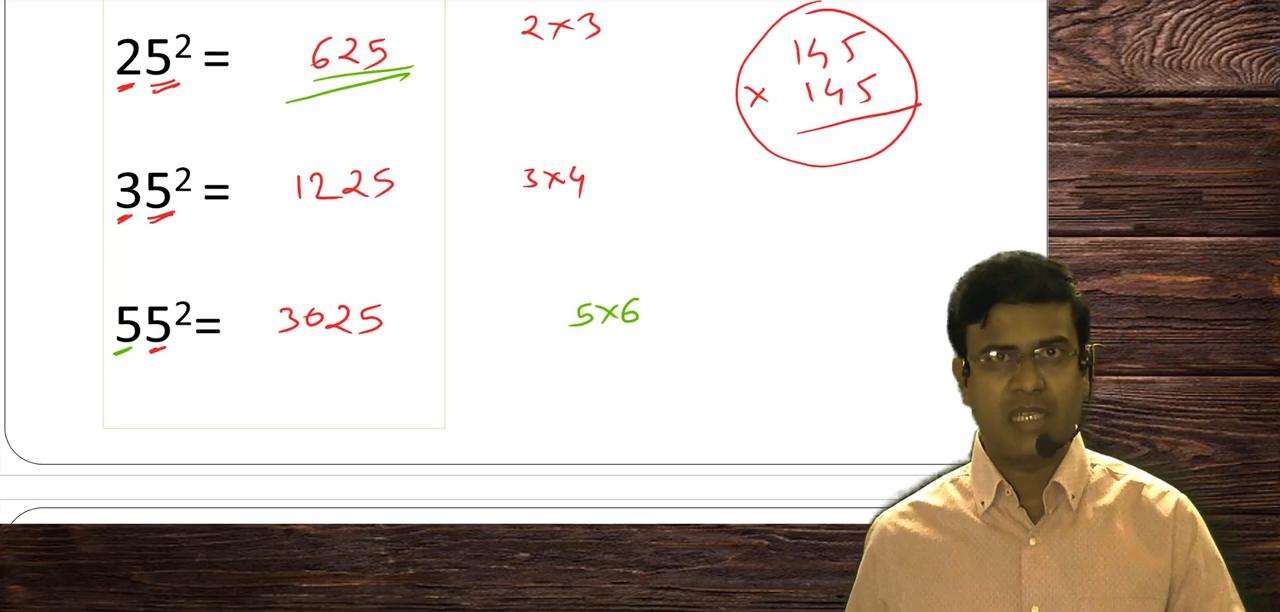 25² = 625 2×3
35² = 1225 3×4
55²= 3025 5×6
145
× 145